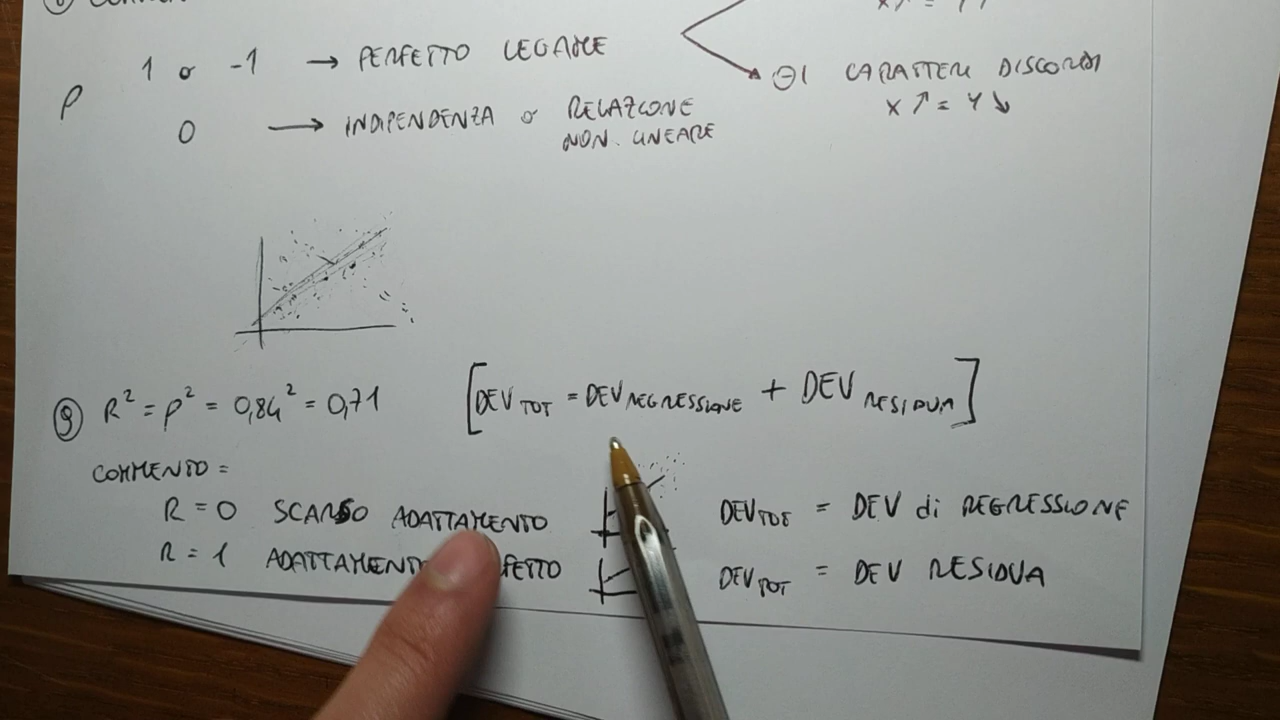 ρ
1 o -1 → PERFETTO LEGAME
0 → INDIPENDENZA o RELAZIONE
NON. LINEARE
⊖1 CARATTERI DISCORDI
X ↗ = Y ↘
9 R² = ρ² = 0,84² = 0,71
[DEV TOT = DEV REGRESSIONE + DEV RESIDUA]
COMMENTO =
R = 0 SCARSO ADATTAMENTO
DEV TOT = DEV di REGRESSIONE
R = 1 ADATTAMENTO
DEV TOT = DEV RESIDUA